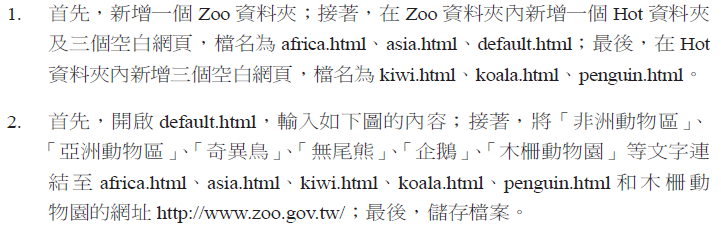 1. 首先，新增一個 Zoo 資料夾；接著，在 Zoo 資料夾內新增一個 Hot 資料夾
及三個空白網頁，檔名為 africa.html、asia.html、default.html；最後，在 Hot
資料夾內新增三個空白網頁，檔名為 kiwi.html、koala.html、penguin.html。
2. 首先，開啟 default.html，輸入如下圖的內容；接著，將「非洲動物區」、
「亞洲動物區」、「奇異鳥」、「無尾熊」、「企鵝」、「木柵動物園」等文字連
結至 africa.html、asia.html、kiwi.html、koala.html、penguin.html 和木柵動
物園的網址 http://www.zoo.gov.tw/；最後，儲存檔案。